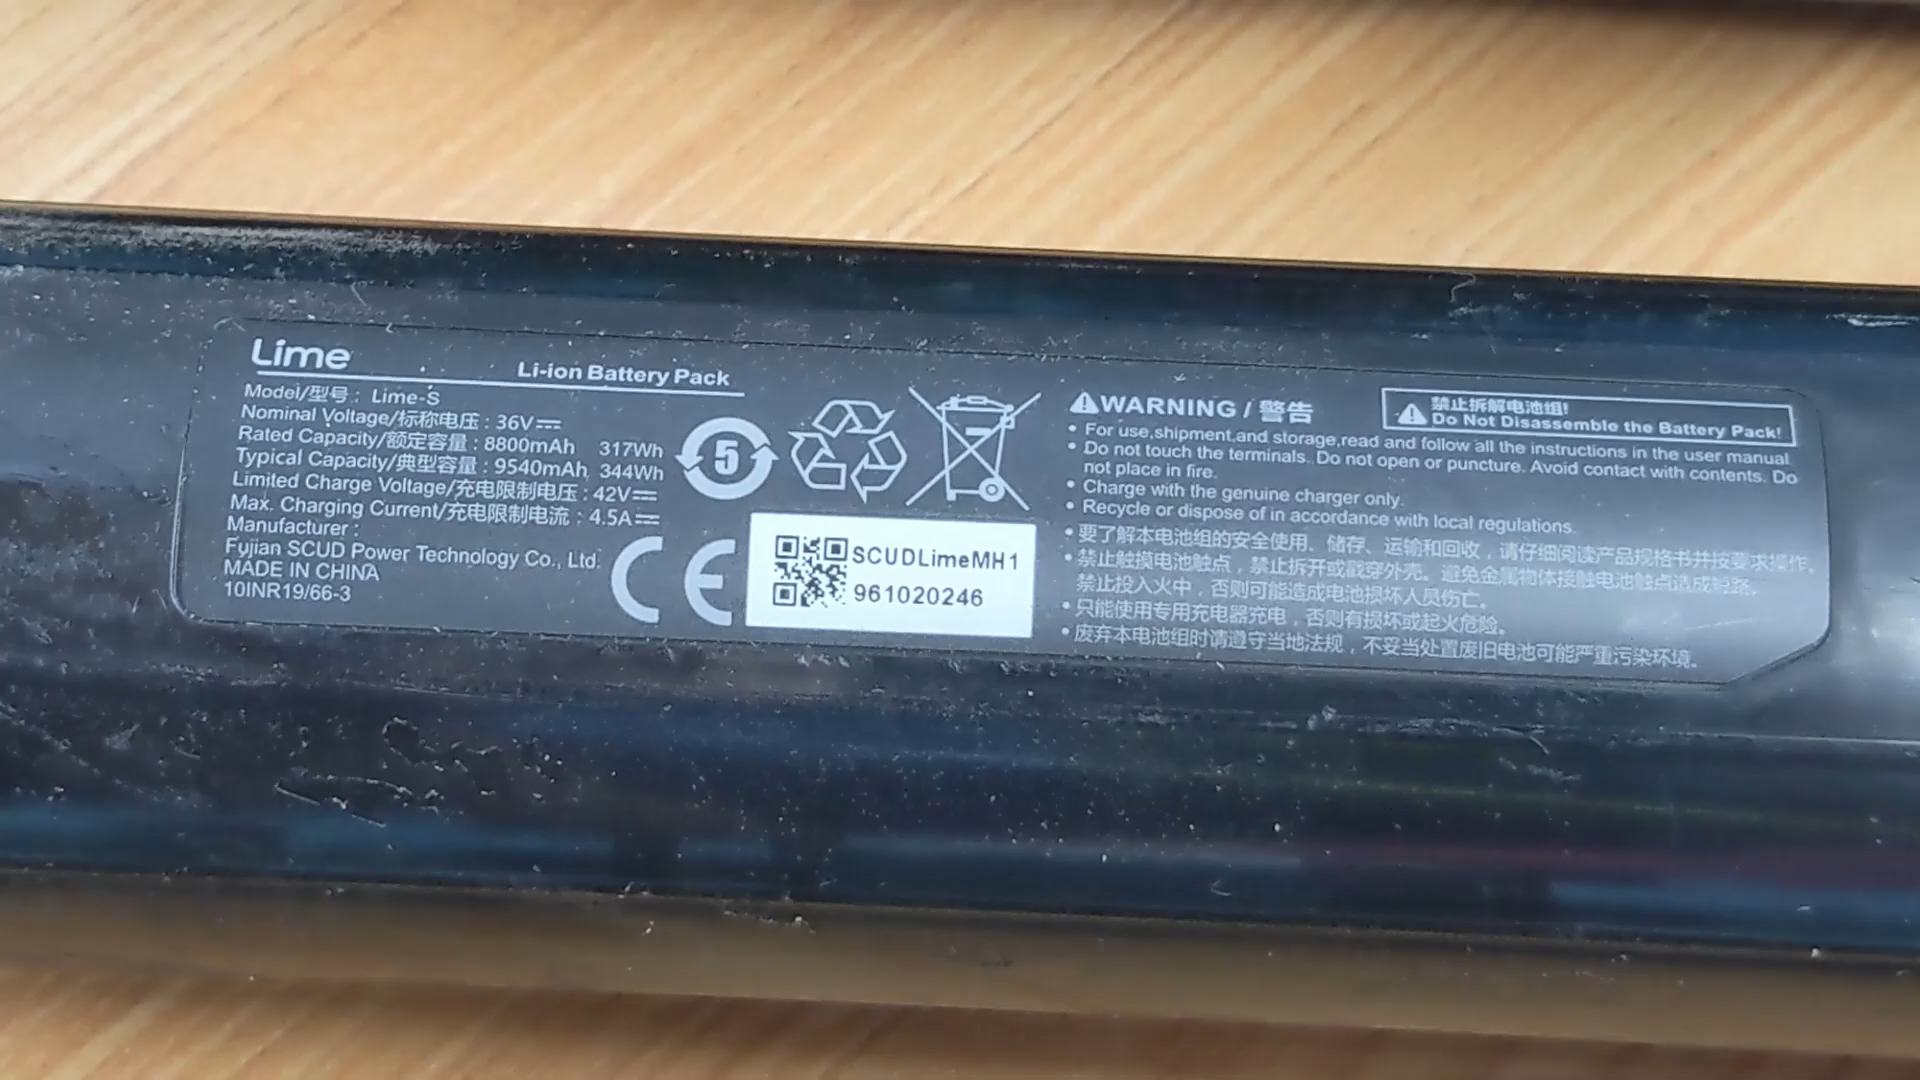 Lime
Li-ion Battery Pack
Model/型号 : Lime-S
Nominal Voltage/标称电压 : 36V⎓
Rated Capacity/额定容量 : 8800mAh 317Wh
Typical Capacity/典型容量 : 9540mAh 344Wh
Limited Charge Voltage/充电限制电压 : 42V⎓
Max. Charging Current/充电限制电流 : 4.5A⎓
Manufacturer :
Fujian SCUD Power Technology Co., Ltd.
MADE IN CHINA
10INR19/66-3
5
CE
SCUDLimeMH1
961020246
WARNING / 警告
禁止拆解电池组!
Do Not Disassemble the Battery Pack!
• For use,shipment,and storage,read and follow all the instructions in the user manual
• Do not touch the terminals. Do not open or puncture. Avoid contact with contents. Do
not place in fire.
• Charge with the genuine charger only.
• Recycle or dispose of in accordance with local regulations.
• 要了解本电池组的安全使用、储存、运输和回收，请仔细阅读产品规格书并按要求操作。
• 禁止触摸电池触点，禁止拆开或戳穿外壳。避免金属物体接触电池触点造成短路。
禁止投入火中，否则可能造成电池损坏人员伤亡。
• 只能使用专用充电器充电，否则有损坏或起火危险。
• 废弃本电池组时请遵守当地法规，不妥当处置废旧电池可能严重污染环境。